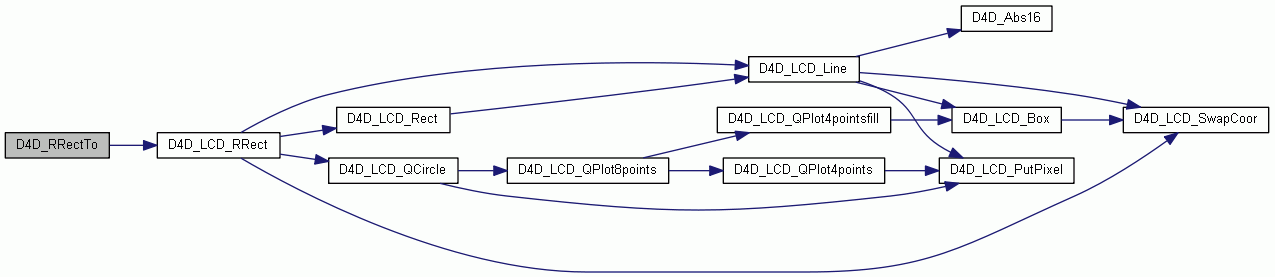 D4D_RRectTo
D4D_LCD_RRect
D4D_LCD_Rect
D4D_LCD_QCircle
D4D_LCD_QPlot8points
D4D_LCD_Line
D4D_LCD_QPlot4pointsfill
D4D_LCD_QPlot4points
D4D_Abs16
D4D_LCD_Box
D4D_LCD_PutPixel
D4D_LCD_SwapCoor